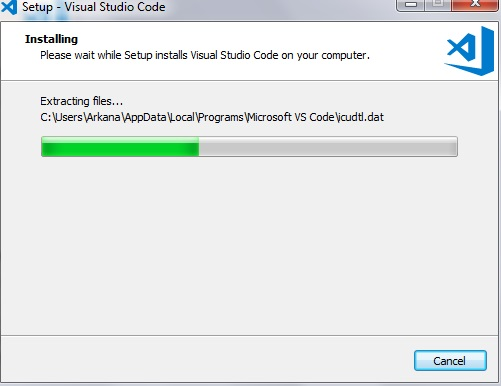 Setup - Visual Studio Code
Installing
Please wait while Setup installs Visual Studio Code on your computer.
Extracting files...
C:\Users\Arkana\AppData\Local\Programs\Microsoft VS Code\icudtl.dat
Cancel